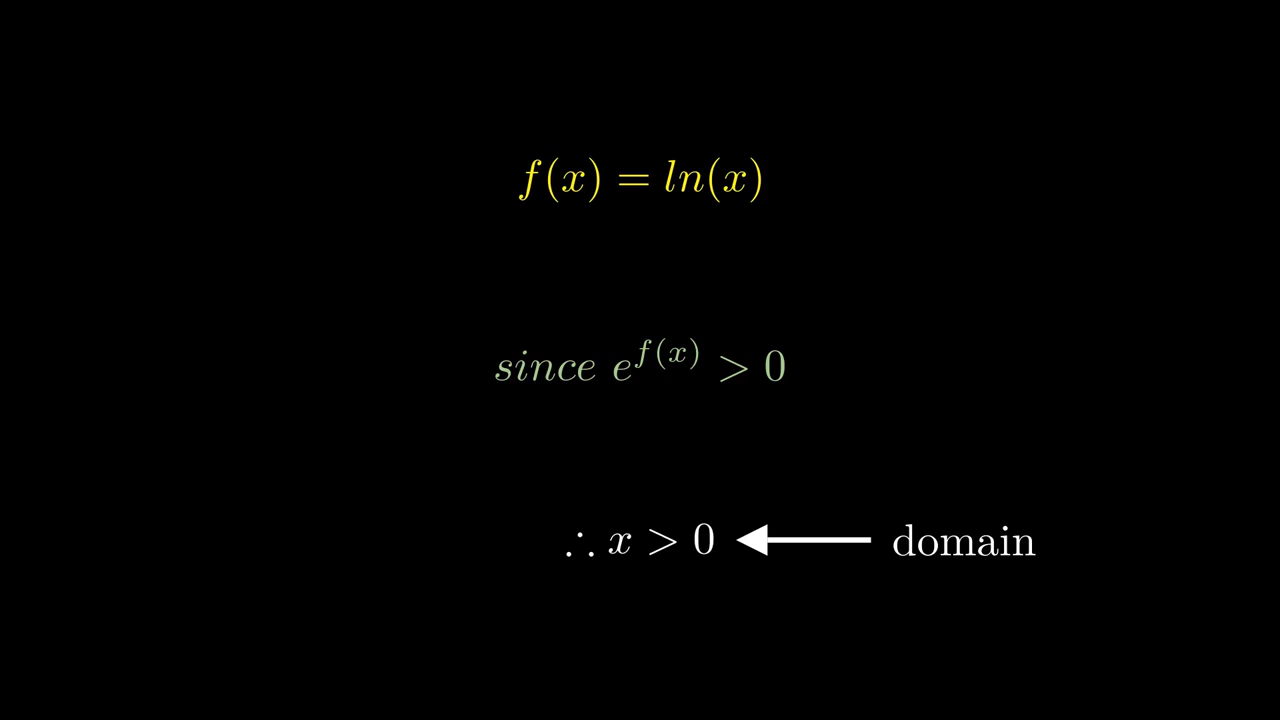 f(x) = ln(x)
since e^{f(x)} > 0
∴ x > 0 domain